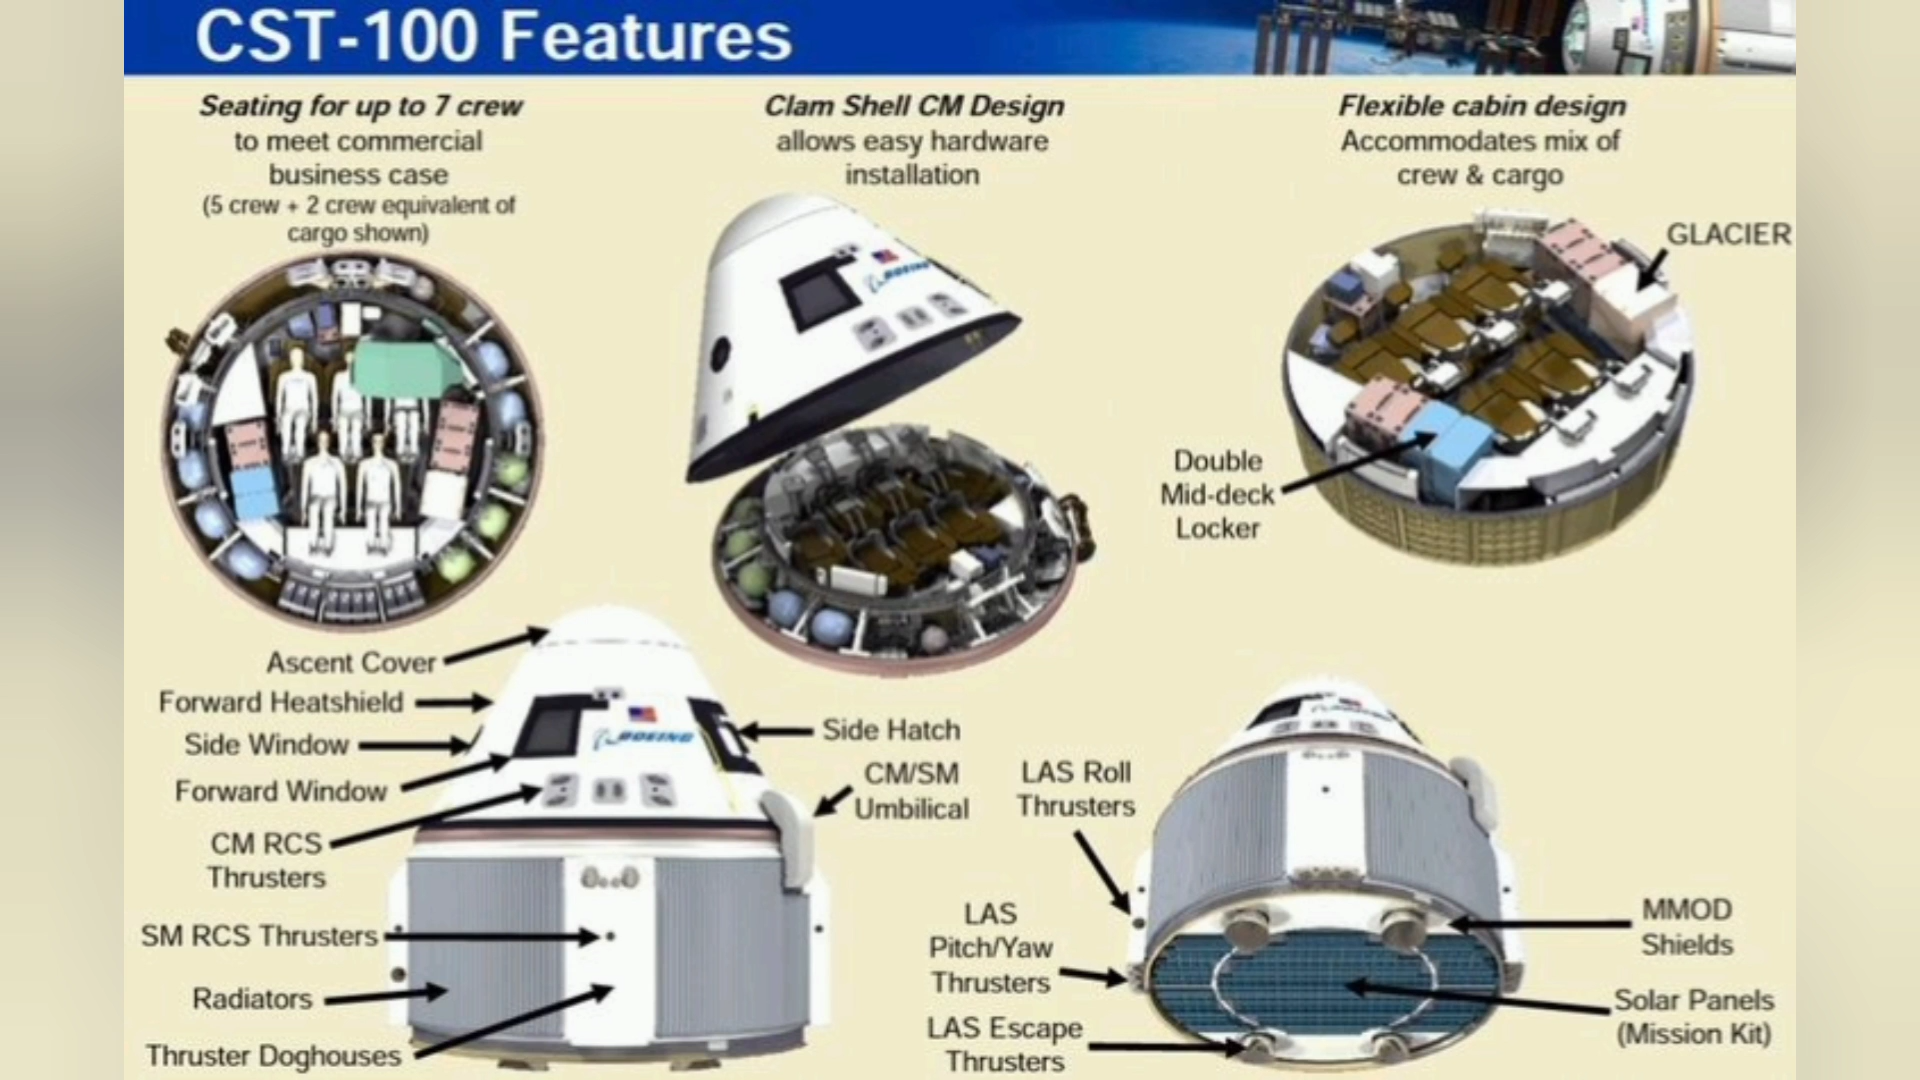 CST-100 Features
Seating for up to 7 crew
to meet commercial
business case
(5 crew + 2 crew equivalent of
cargo shown)
Clam Shell CM Design
allows easy hardware
installation
Flexible cabin design
Accommodates mix of
crew & cargo
GLACIER
BOEING
Double
Mid-deck
Locker
Ascent Cover
Forward Heatshield
Side Window
Forward Window
CM RCS
Thrusters
SM RCS Thrusters
Radiators
Thruster Doghouses
BOEING
Side Hatch
CM/SM
Umbilical
LAS Roll
Thrusters
LAS
Pitch/Yaw
Thrusters
LAS Escape
Thrusters
MMOD
Shields
Solar Panels
(Mission Kit)